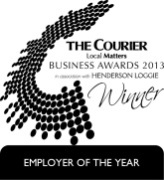 THE COURIER
Local Matters
BUSINESS AWARDS 2013
in association with HENDERSON LOGGIE
Winner
EMPLOYER OF THE YEAR